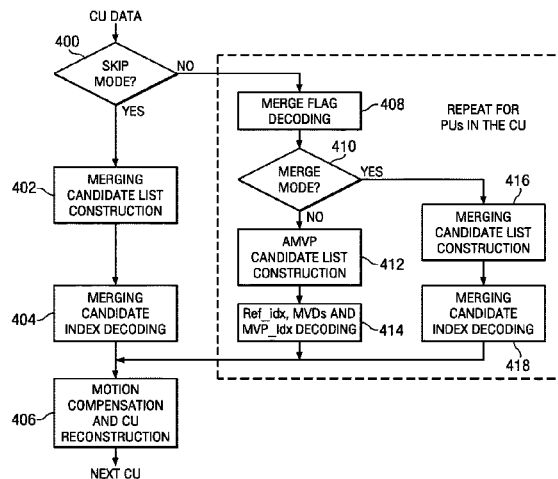 CU DATA
400
SKIP
MODE?
NO
YES
402
MERGING
CANDIDATE LIST
CONSTRUCTION
404
MERGING
CANDIDATE
INDEX DECODING
406
MOTION
COMPENSATION
AND CU
RECONSTRUCTION
NEXT CU
MERGE FLAG
DECODING
408
REPEAT FOR
PUs IN THE CU
410
MERGE
MODE?
YES
NO
AMVP
CANDIDATE LIST
CONSTRUCTION
412
Ref_idx, MVDs AND
MVP_idx DECODING
414
416
MERGING
CANDIDATE LIST
CONSTRUCTION
MERGING
CANDIDATE
INDEX DECODING
418